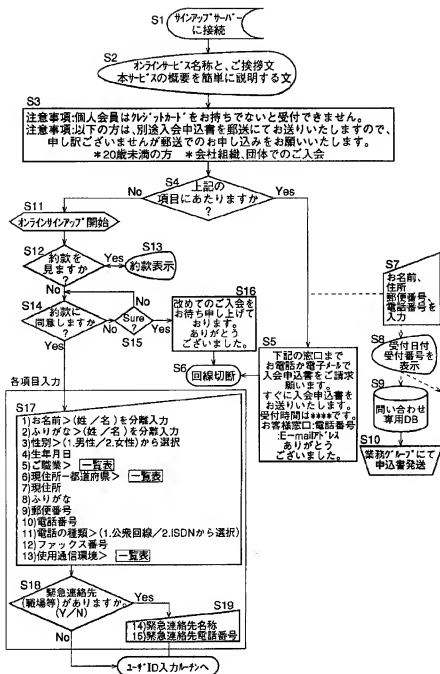 S1
サインアップサーバー
に接続
S2
オンラインサービス名称と、ご挨拶文
本サービスの概要を簡単に説明する文
S3
注意事項:個人会員はクレジットカードをお持ちでないと受付できません。
注意事項:以下の方は、別途入会申込書を郵送にてお送りいたしますので、
申し訳ございませんが郵送でのお申し込みをお願いいたします。
*20歳未満の方 *会社組織、団体でのご入会
S4
上記の
項目にあたりますか
?
No
Yes
S11
オンラインサインアップ開始
S12
約款を
見ますか
?
Yes
S13
約款表示
No
S14
約款に
同意しますか
?
No
Sure
?
S15
No
Yes
S16
改めてのご入会を
お待ち申し上げて
おります。
ありがとう
ございました。
S6
回線切断
Yes
S5
下記の窓口まで
お電話か電子メールで
入会申込書をご請求
願います。
すぐに入会申込書を
お送りいたします。
受付時間は****です。
お客様窓口:電話番号
:E-mailアドレス
ありがとう
ございました。
S7
お名前、
住所
郵便番号、
電話番号を
入力
S8
受付日付
受付番号を
表示
S9
問い合わせ
専用DB
S10
業務グループにて
申込書発送
各項目入力
S17
1)お名前>(姓/名)を分離入力
2)ふりがな>(姓/名)を分離入力
3)性別>(1.男性/2.女性)から選択
4)生年月日
5)ご職業> 一覧表
6)現住所-都道府県> 一覧表
7)現住所
8)ふりがな
9)郵便番号
10)電話番号
11)電話の種類>(1.公衆回線/2.ISDNから選択)
12)ファックス番号
13)使用通信環境> 一覧表
S18
緊急連絡先
(職場等)がありますか。
(Y/N)
Yes
S19
14)緊急連絡先名称
15)緊急連絡先電話番号
No
ユーザID入力ルーチンへ